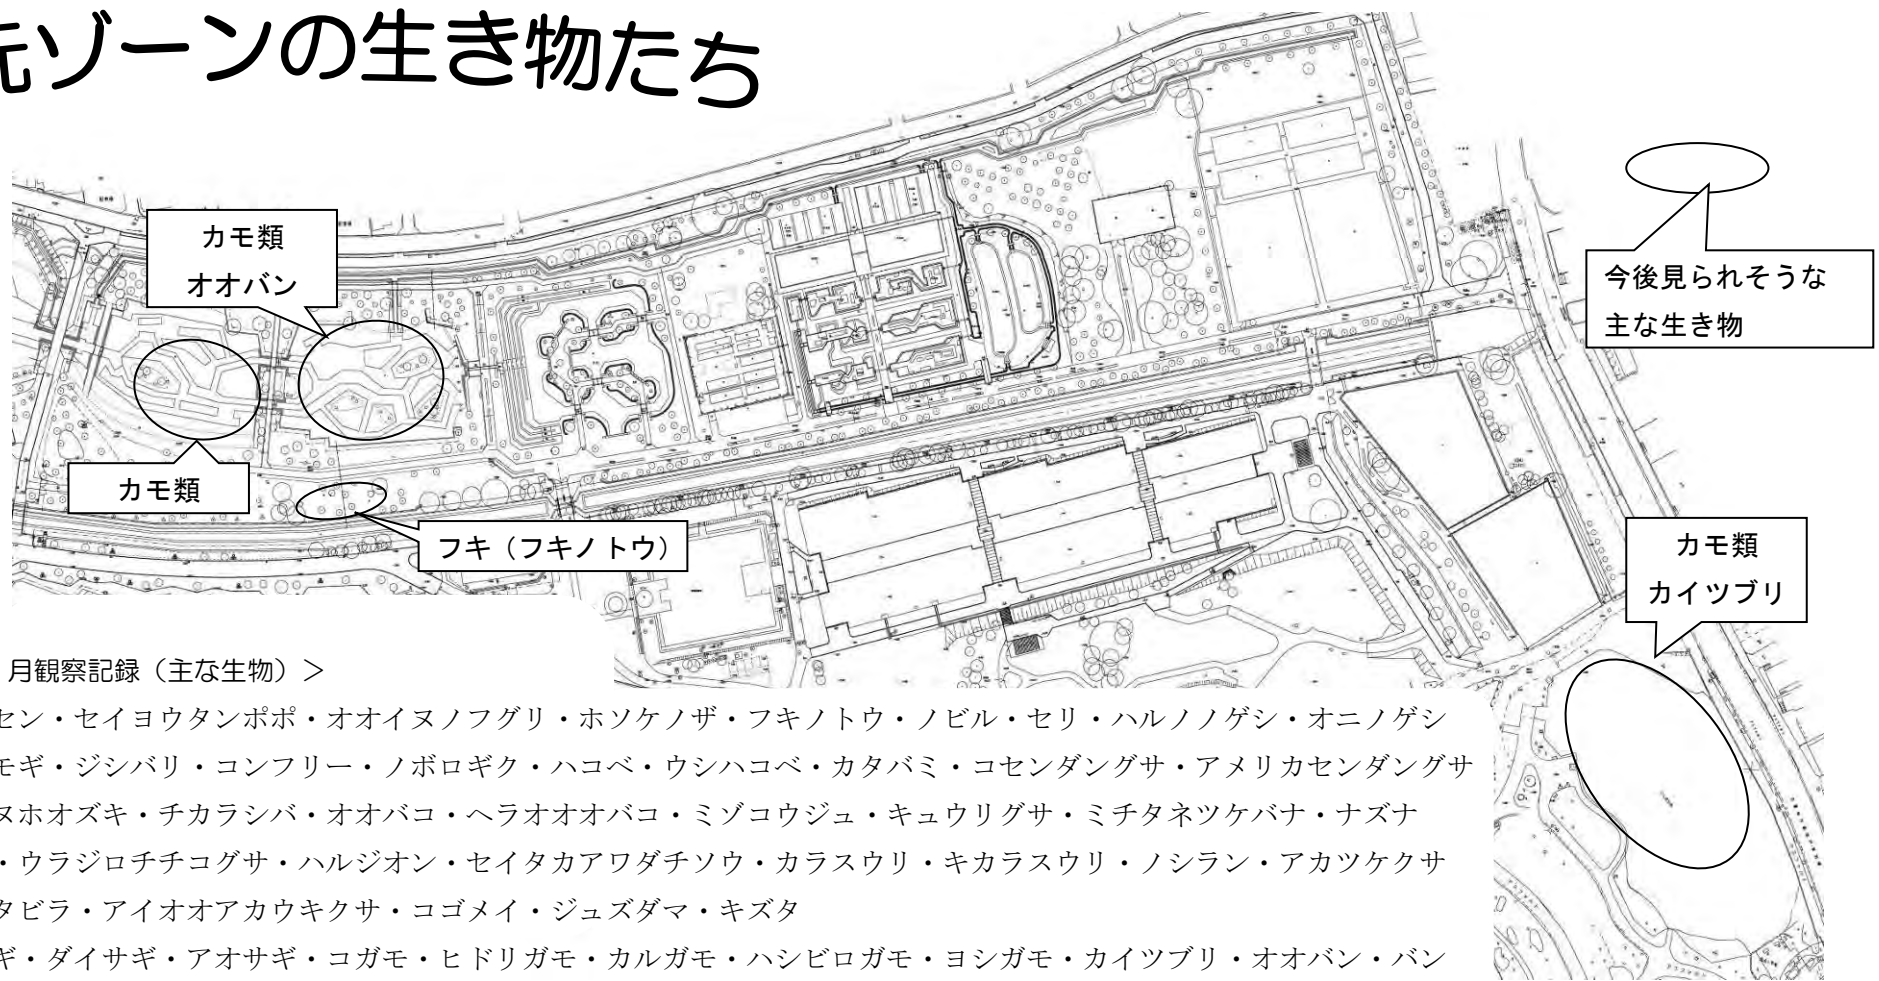 ゾーンの生き物たち
カモ類
オオバン
今後見られそうな
主な生き物
カモ類
フキ（フキノトウ）
カモ類
カイツブリ
月観察記録（主な生物）＞
セン・セイヨウタンポポ・オオイヌノフグリ・ホソケノザ・フキノトウ・ノビル・セリ・ハルノノゲシ・オニノゲシ
モギ・ジシバリ・コンフリー・ノボロギク・ハコベ・ウシハコベ・カタバミ・コセンダングサ・アメリカセンダングサ
ヌホオズキ・チカラシバ・オオバコ・ヘラオオオバコ・ミゾコウジュ・キュウリグサ・ミチタネツケバナ・ナズナ
・ウラジロチチコグサ・ハルジオン・セイタカアワダチソウ・カラスウリ・キカラスウリ・ノシラン・アカツケクサ
タビラ・アイオオアカウキクサ・コゴメイ・ジュズダマ・キズタ
ギ・ダイサギ・アオサギ・コガモ・ヒドリガモ・カルガモ・ハシビロガモ・ヨシガモ・カイツブリ・オオバン・バン